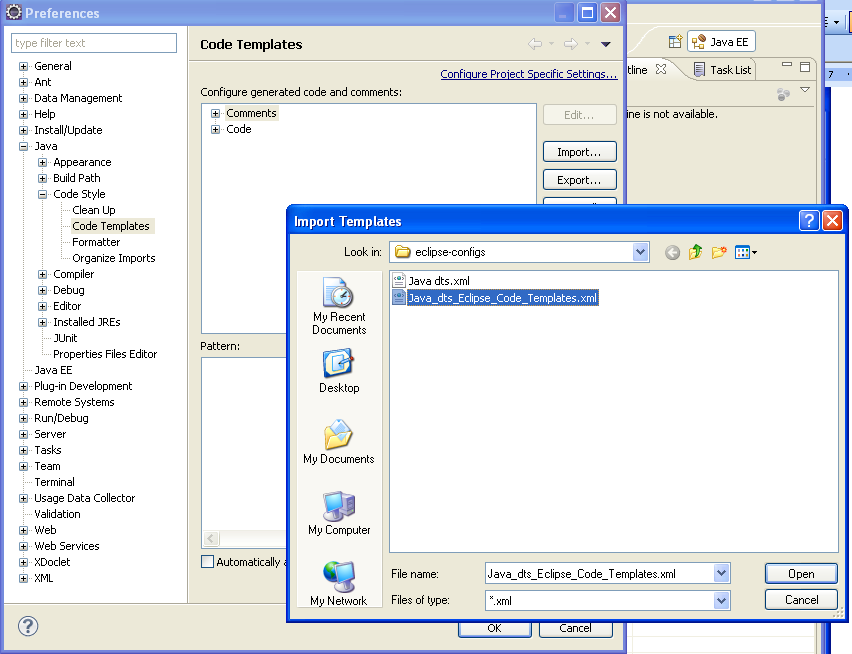 Preferences
type filter text
General
Ant
Data Management
Help
Install/Update
Java
Appearance
Build Path
Code Style
Clean Up
Code Templates
Formatter
Organize Imports
Compiler
Debug
Editor
Installed JREs
JUnit
Properties Files Editor
Java EE
Plug-in Development
Remote Systems
Run/Debug
Server
Tasks
Team
Terminal
Usage Data Collector
Validation
Web
Web Services
XDoclet
XML
Code Templates
Configure Project Specific Settings...
Configure generated code and comments:
Comments
Code
Edit...
Import...
Export...
Pattern:
Automatically
OK
Cancel
Java EE
tline
Task List
ine is not available.
7
Import Templates
Look in:
eclipse-configs
My Recent
Documents
Desktop
My Documents
My Computer
My Network
Java dts.xml
Java_dts_Eclipse_Code_Templates.xml
File name:
Java_dts_Eclipse_Code_Templates.xml
Open
Files of type:
*.xml
Cancel